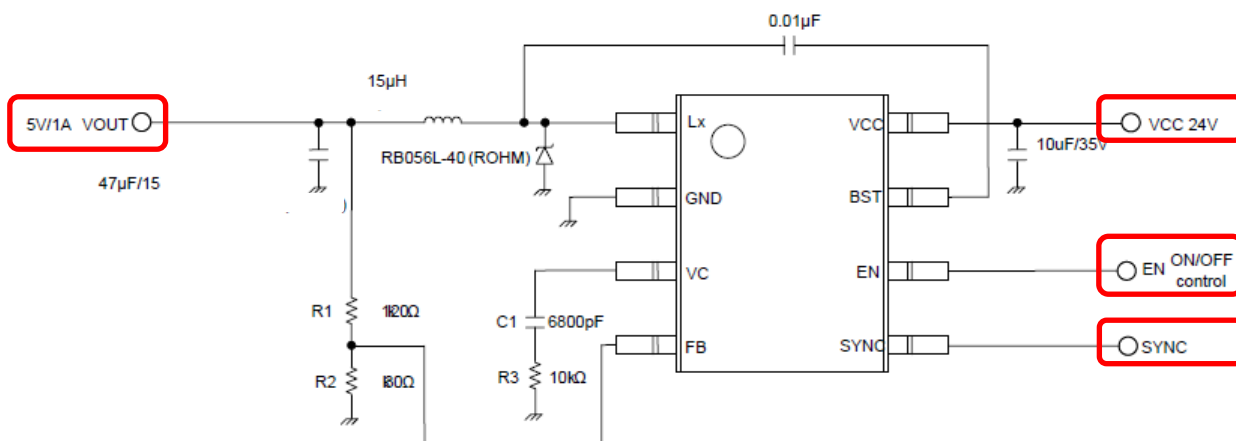 0.01µF
15µH
5V/1A VOUT
Lx
VCC
VCC 24V
RB056L-40 (ROHM)
10uF/35V
47µF/15
)
GND
BST
VC
EN
EN ON/OFF
control
R1
C1
6800pF
FB
SYNC
SYNC
R2
R3
10kΩ